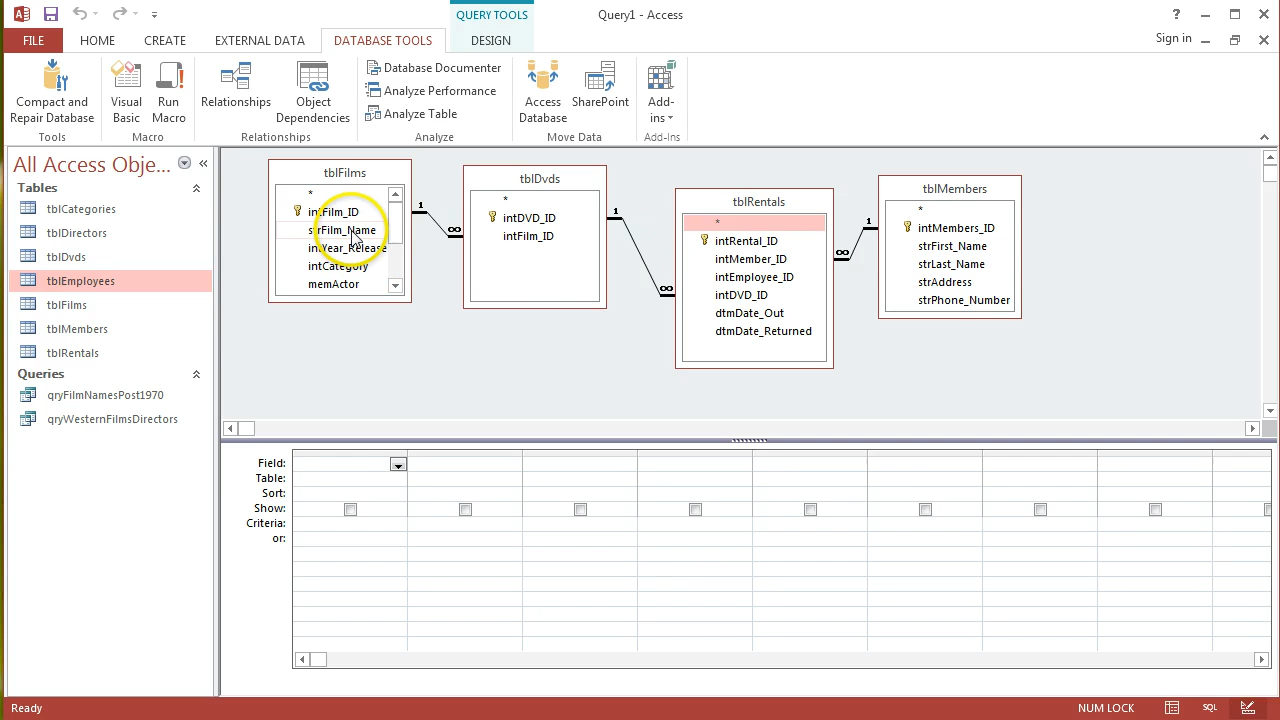 Query1 - Access
QUERY TOOLS
?
FILE
HOME
CREATE
EXTERNAL DATA
DATABASE TOOLS
DESIGN
Sign in
Compact and
Repair Database
Tools
Visual
Basic
Run
Macro
Macro
Relationships
Object
Dependencies
Relationships
Database Documenter
Analyze Performance
Analyze Table
Analyze
Access
Database
SharePoint
Move Data
Add-
ins
Add-Ins
All Access Obje...
Tables
tblCategories
tblDirectors
tblDvds
tblEmployees
tblFilms
tblMembers
tblRentals
Queries
qryFilmNamesPost1970
qryWesternFilmsDirectors
tblFilms
*
intFilm_ID
strFilm_Name
intYear_Release
intCategory
memActor
1
∞
tblDvds
*
intDVD_ID
intFilm_ID
1
∞
tblRentals
*
intRental_ID
intMember_ID
intEmployee_ID
intDVD_ID
dtmDate_Out
dtmDate_Returned
∞
1
tblMembers
*
intMembers_ID
strFirst_Name
strLast_Name
strAddress
strPhone_Number
Field:
Table:
Sort:
Show:
Criteria:
or:
Ready
NUM LOCK
SQL